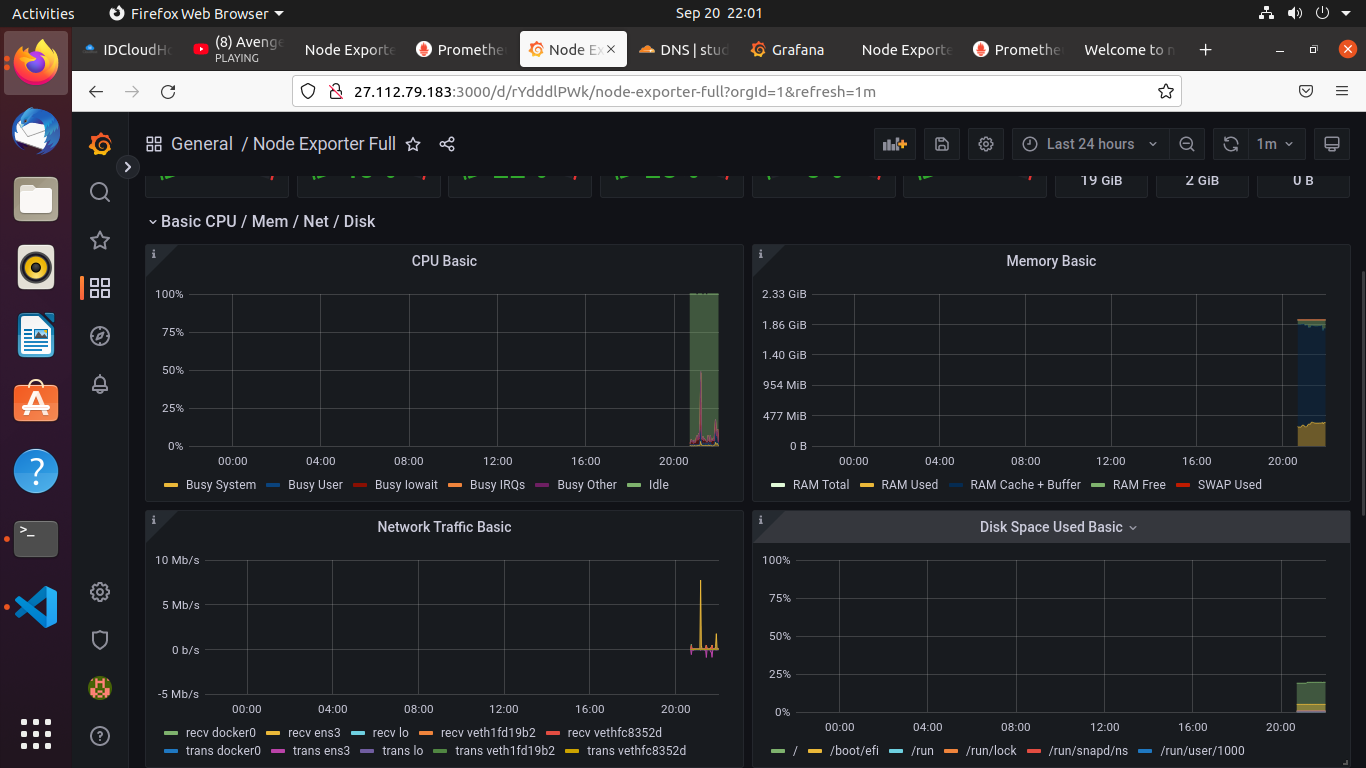 Activities
Firefox Web Browser
Sep 20 22:01
IDCloudHo
(8) Avenge
PLAYING
Node Exporte
Promethe
Node Ex
DNS | stud
Grafana
Node Exporte
Promethe
Welcome to n
27.112.79.183:3000/d/rYdddlPWk/node-exporter-full?orgId=1&refresh=1m
General / Node Exporter Full
Last 24 hours
1m
19 GiB
2 GiB
0 B
Basic CPU / Mem / Net / Disk
CPU Basic
100%
75%
50%
25%
0%
00:00 04:00 08:00 12:00 16:00 20:00
Busy System Busy User Busy Iowait Busy IRQs Busy Other Idle
Memory Basic
2.33 GiB
1.86 GiB
1.40 GiB
954 MiB
477 MiB
0 B
00:00 04:00 08:00 12:00 16:00 20:00
RAM Total RAM Used RAM Cache + Buffer RAM Free SWAP Used
Network Traffic Basic
10 Mb/s
5 Mb/s
0 b/s
-5 Mb/s
00:00 04:00 08:00 12:00 16:00 20:00
recv docker0 recv ens3 recv lo recv veth1fd19b2 recv vethfc8352d
trans docker0 trans ens3 trans lo trans veth1fd19b2 trans vethfc8352d
Disk Space Used Basic
100%
75%
50%
25%
0%
00:00 04:00 08:00 12:00 16:00 20:00
/ /boot/efi /run /run/lock /run/snapd/ns /run/user/1000